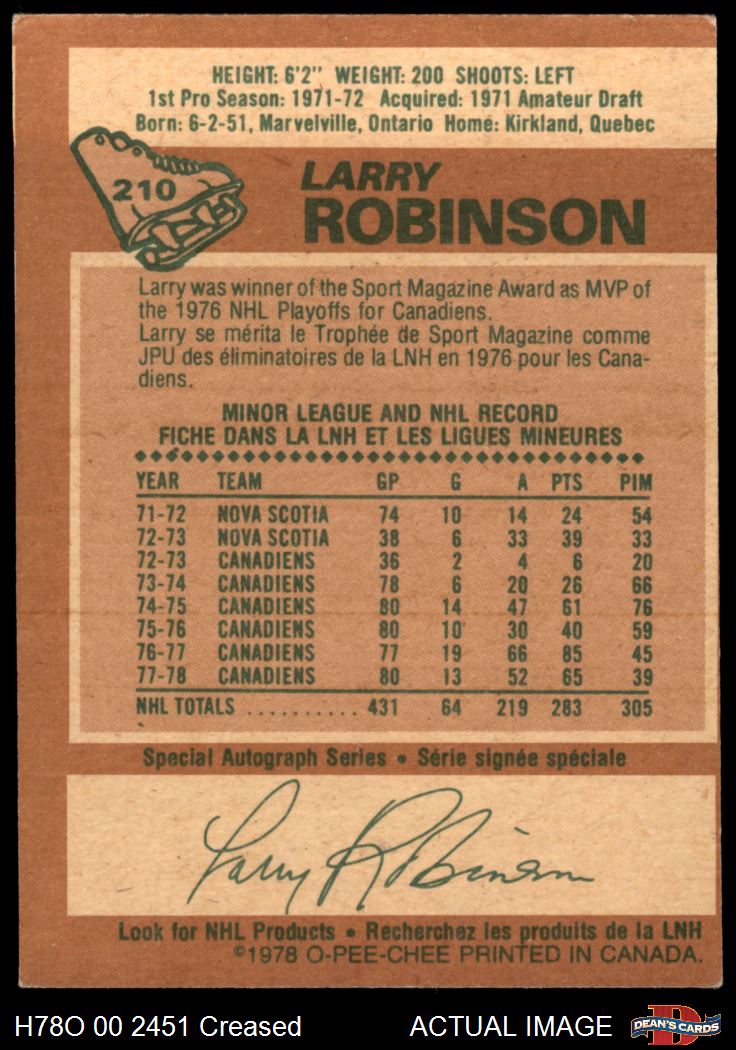 HEIGHT: 6'2" WEIGHT: 200 SHOOTS: LEFT
1st Pro Season: 1971-72 Acquired: 1971 Amateur Draft
Born: 6-2-51, Marvelville, Ontario Home: Kirkland, Quebec
210
LARRY
ROBINSON
Larry was winner of the Sport Magazine Award as MVP of
the 1976 NHL Playoffs for Canadiens.
Larry se mérita le Trophée de Sport Magazine comme
JPU des éliminatoires de la LNH en 1976 pour les Cana-
diens.
MINOR LEAGUE AND NHL RECORD
FICHE DANS LA LNH ET LES LIGUES MINEURES
YEAR TEAM GP G A PTS PIM
71-72 NOVA SCOTIA 74 10 14 24 54
72-73 NOVA SCOTIA 38 6 33 39 33
72-73 CANADIENS 36 2 4 6 20
73-74 CANADIENS 78 6 20 26 66
74-75 CANADIENS 80 14 47 61 76
75-76 CANADIENS 80 10 30 40 59
76-77 CANADIENS 77 19 66 85 45
77-78 CANADIENS 80 13 52 65 39
NHL TOTALS .......... 431 64 219 283 305
Special Autograph Series • Série signée spéciale
Larry Robinson
Look for NHL Products • Recherchez les produits de la LNH
©1978 O-PEE-CHEE PRINTED IN CANADA.
H78O 00 2451 Creased ACTUAL IMAGE D DEAN'S CARDS